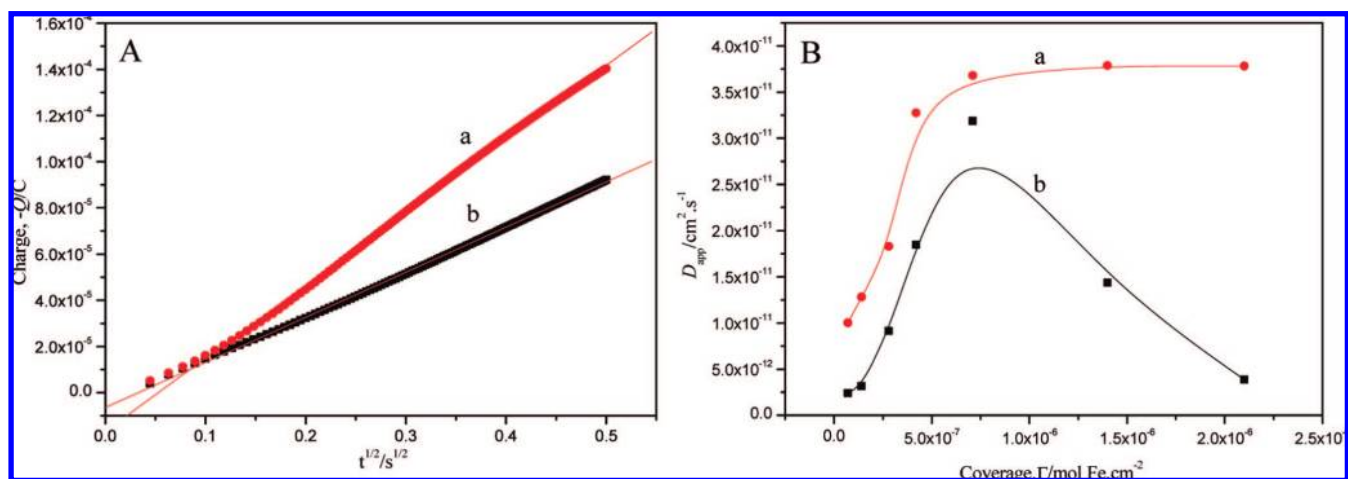 A
Charge, -Q/C
1.6x10⁻⁴
1.4x10⁻⁴
1.2x10⁻⁴
1.0x10⁻⁴
8.0x10⁻⁵
6.0x10⁻⁵
4.0x10⁻⁵
2.0x10⁻⁵
0.0
a
b
0.0 0.1 0.2 0.3 0.4 0.5
t^1/2/s^1/2
B
D_app/cm².s⁻¹
4.0x10⁻¹¹
3.5x10⁻¹¹
3.0x10⁻¹¹
2.5x10⁻¹¹
2.0x10⁻¹¹
1.5x10⁻¹¹
1.0x10⁻¹¹
5.0x10⁻¹²
0.0
a
b
0.0 5.0x10⁻⁷ 1.0x10⁻⁶ 1.5x10⁻⁶ 2.0x10⁻⁶
Coverage,Γ/mol Fe.cm⁻²